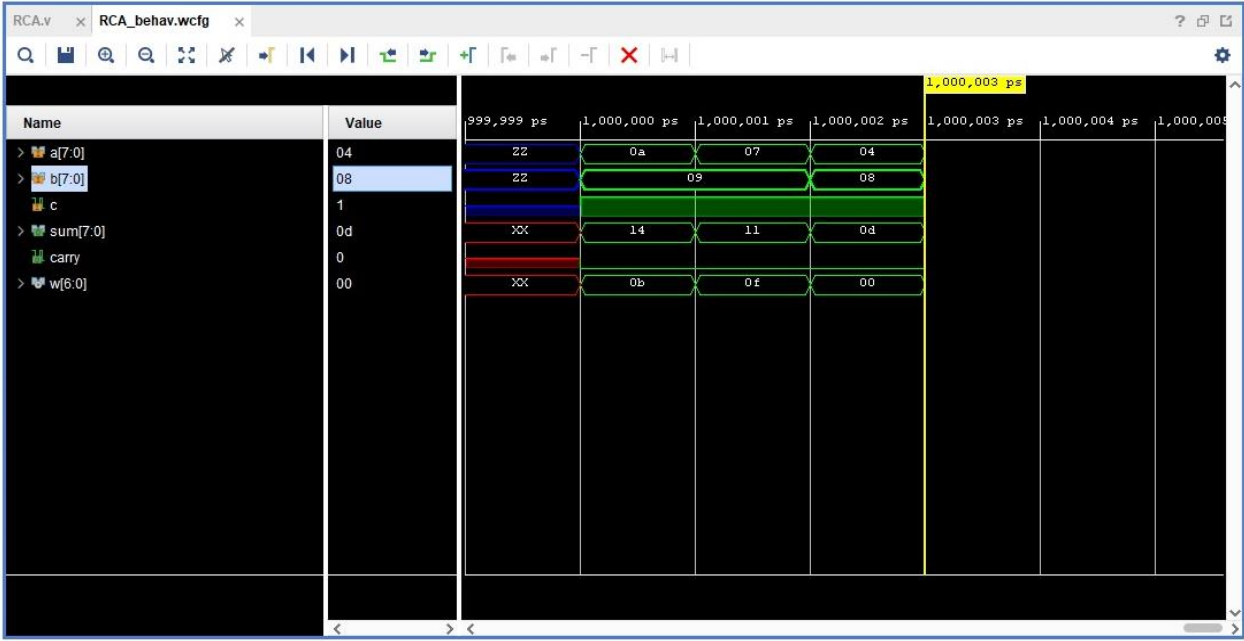 RCA.v × RCA_behav.wcfg ×
?
1,000,003 ps
Name Value 999,999 ps 1,000,000 ps 1,000,001 ps 1,000,002 ps 1,000,003 ps 1,000,004 ps 1,000,005
a[7:0] 04 ZZ 0a 07 04
b[7:0] 08 ZZ 09 08
c 1
sum[7:0] 0d XX 14 11 0d
carry 0
w[6:0] 00 XX 0b 0f 00